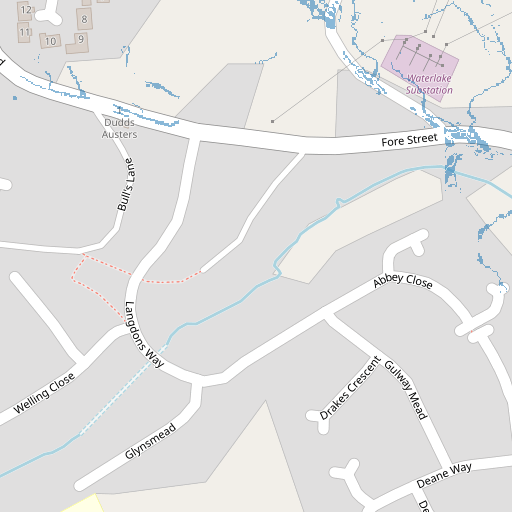 12
8
11
10
9
d
Waterlake
Substation
Dudds
Austers
Fore Street
Bull's Lane
Abbey Close
Langdons Way
Welling Close
Drakes Crescent
Gulway Mead
Glynsmead
Deane Way
De